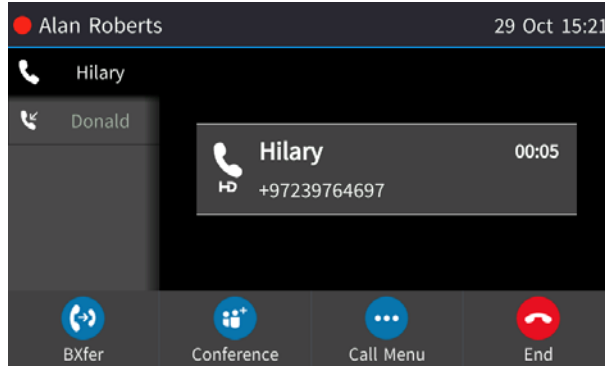 Alan Roberts 29 Oct 15:21
Hilary
Donald
Hilary 00:05
HD +97239764697
BXfer Conference Call Menu End